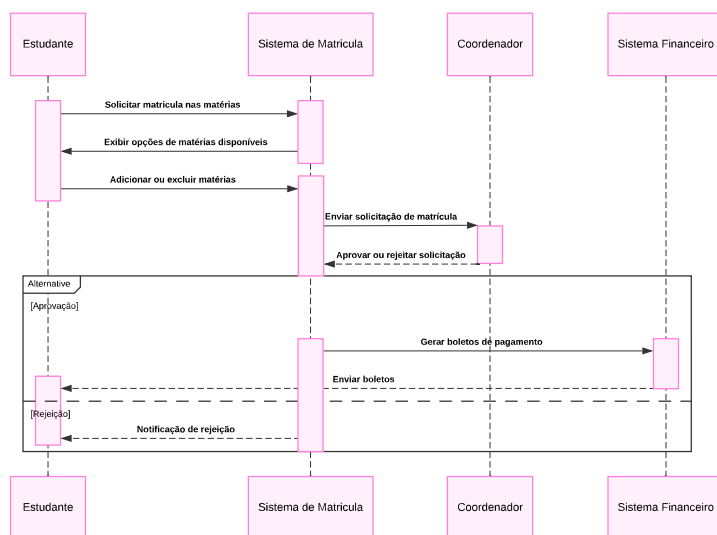 Estudante
Sistema de Matricula
Coordenador
Sistema Financeiro
Solicitar matricula nas matérias
Exibir opções de matérias disponíveis
Adicionar ou excluir matérias
Enviar solicitação de matrícula
Aprovar ou rejeitar solicitação
Alternative
[Aprovação]
Gerar boletos de pagamento
Enviar boletos
[Rejeição]
Notificação de rejeição
Estudante
Sistema de Matricula
Coordenador
Sistema Financeiro